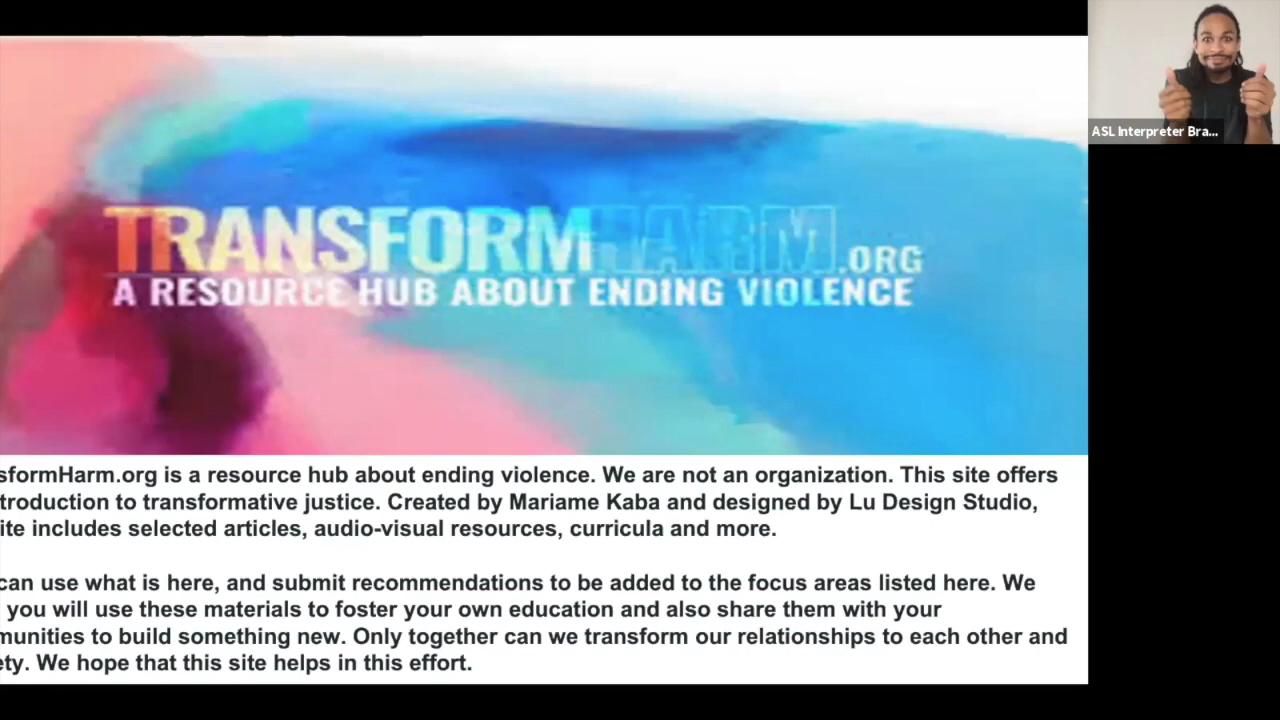 TRANSFORMHARM.ORG
A RESOURCE HUB ABOUT ENDING VIOLENCE
ASL Interpreter Bra...
sformHarm.org is a resource hub about ending violence. We are not an organization. This site offers
troduction to transformative justice. Created by Mariame Kaba and designed by Lu Design Studio,
ite includes selected articles, audio-visual resources, curricula and more.
can use what is here, and submit recommendations to be added to the focus areas listed here. We
you will use these materials to foster your own education and also share them with your
munities to build something new. Only together can we transform our relationships to each other and
ety. We hope that this site helps in this effort.